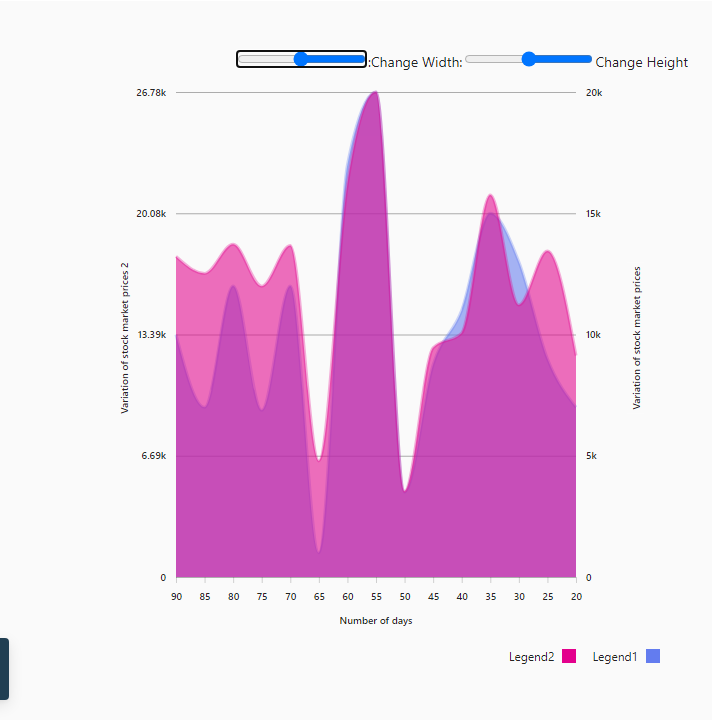 :Change Width: Change Height
26.78k
20.08k
13.39k
6.69k
0
Variation of stock market prices 2
20k
15k
10k
5k
0
Variation of stock market prices
90 85 80 75 70 65 60 55 50 45 40 35 30 25 20
Number of days
Legend2 Legend1